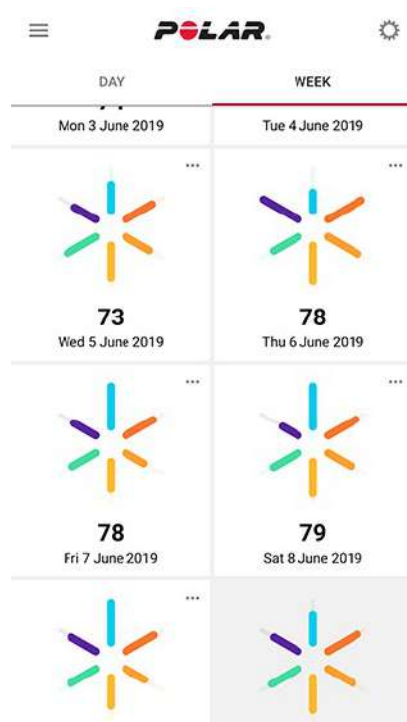 POLAR.
DAY WEEK
Mon 3 June 2019 Tue 4 June 2019
73 78
Wed 5 June 2019 Thu 6 June 2019
78 79
Fri 7 June 2019 Sat 8 June 2019